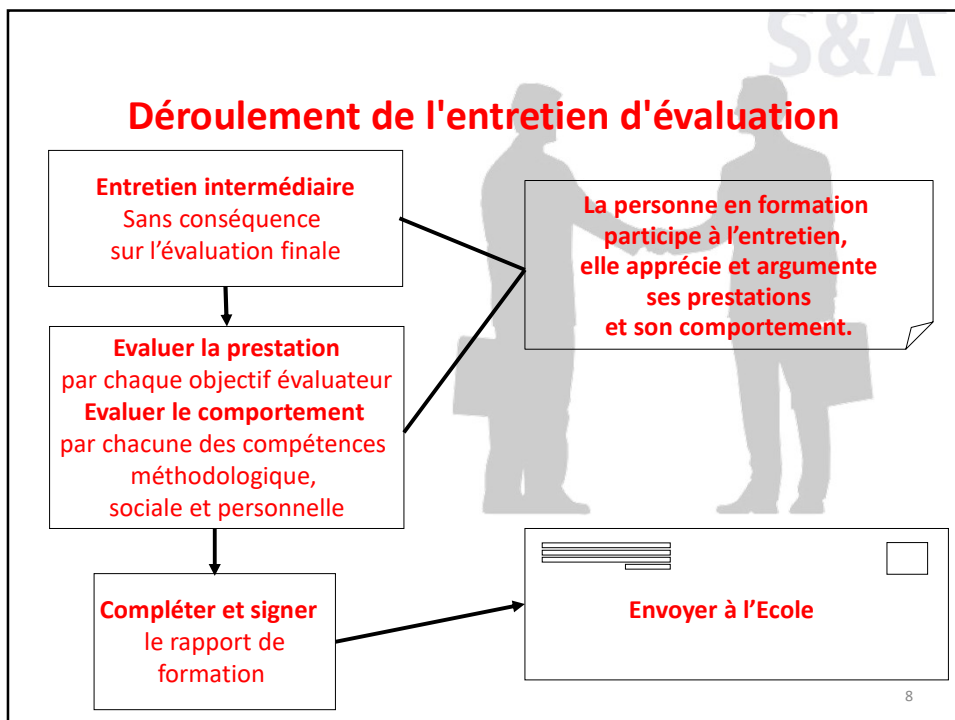 S&A
Déroulement de l'entretien d'évaluation
Entretien intermédiaire
Sans conséquence
sur l'évaluation finale
La personne en formation
participe à l'entretien,
elle apprécie et argumente
ses prestations
et son comportement.
Evaluer la prestation
par chaque objectif évaluateur
Evaluer le comportement
par chacune des compétences
méthodologique,
sociale et personnelle
Compléter et signer
le rapport de
formation
Envoyer à l'Ecole
8